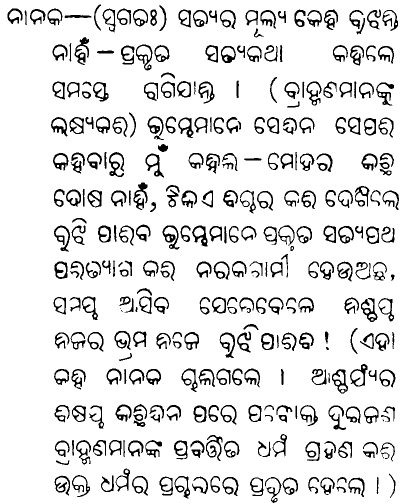 ନାନକ—(ସ୍ୱଗତଃ) ସତ୍ୟର ମୂଲ୍ୟ କେହି ବୁଝନ୍ତି
ନାହିଁ – ପ୍ରକୃତ ସତ୍ୟକଥା କହିଲେ
ସମସ୍ତେ ରାଗିଯାନ୍ତି । (ବ୍ରାହ୍ମଣମାନଙ୍କୁ
ଲକ୍ଷ୍ୟକରି) ତୁମ୍ଭେମାନେ ସେଦିନ ସେପରି
କହିବାରୁ ମୁଁ କହିଲି – ମୋହର କିଛି
ଦୋଷ ନାହିଁ, ଟିକିଏ ବିଚାର କରି ଦେଖିଲେ
ବୁଝି ପାରିବ ତୁମ୍ଭେମାନେ ପ୍ରକୃତ ସତ୍ୟପଥ
ପରିତ୍ୟାଗ କରି ନରକଗାମୀ ହେଉଅଛ,
ସମୟ ଆସିବ ଯେତେବେଳେ ନିଶ୍ଚୟ
ନିଜର ଭ୍ରମ ନିଜେ ବୁଝିପାରିବ ! (ଏହା
କହି ନାନକ ଚାଲିଗଲେ । ଆଶ୍ଚର୍ଯ୍ୟର
ବିଷୟ କିଛିଦିନ ପରେ ପୂର୍ବୋକ୍ତ ଦୁଇଜଣ
ବ୍ରାହ୍ମଣମାନଙ୍କ ପ୍ରବର୍ତ୍ତିତ ଧର୍ମ ଗ୍ରହଣ କରି
ଉକ୍ତ ଧର୍ମର ପ୍ରଚାରରେ ପ୍ରବୃତ ହେଲେ ।)